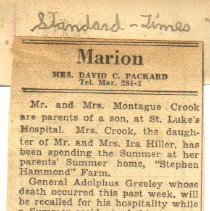 Standard-Times
Marion
MRS. DAVID C. PACKARD
Tel. Mar. 281-2
Mr. and Mrs. Montague Crook
are parents of a son, at St. Luke's
Hospital. Mrs. Crook, the daugh-
ter of Mr. and Mrs. Ira Hiller, has
been spending the Summer at her
parents' Summer home, "Stephen
Hammond" Farm.
General Adolphus Greeley whose
death occurred this past week, will
be recalled for his hospitality while